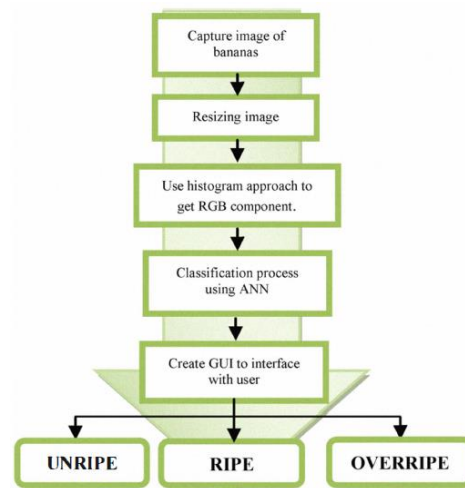 Capture image of
bananas
Resizing image
Use histogram approach to
get RGB component.
Classification process
using ANN
Create GUI to interface
with user
UNRIPE
RIPE
OVERRIPE